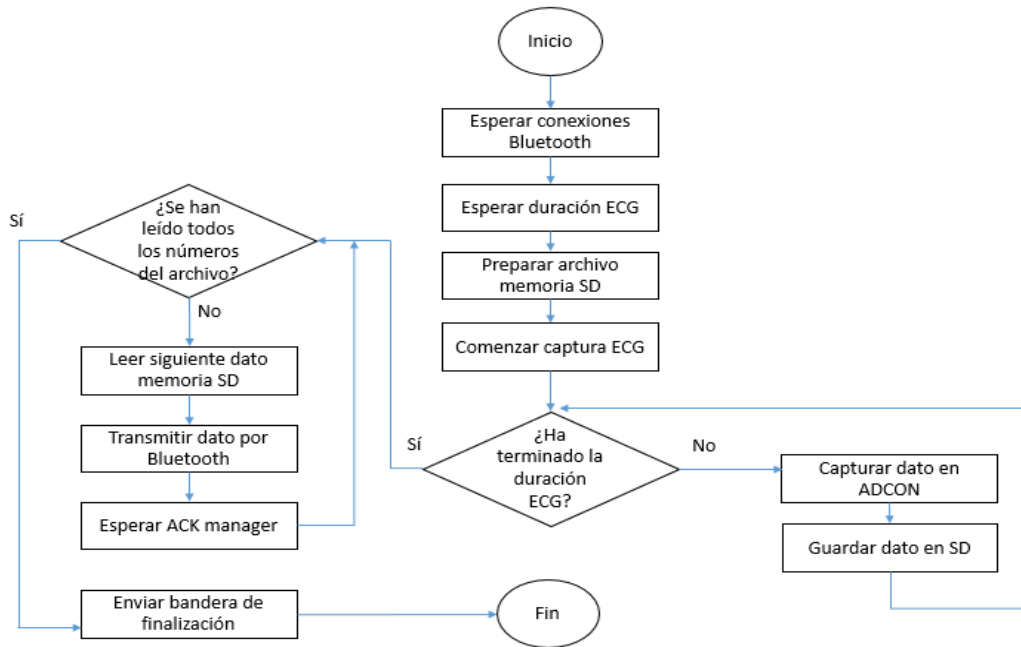 Inicio
Esperar conexiones
Bluetooth
Esperar duración ECG
Preparar archivo
memoria SD
Comenzar captura ECG
¿Ha
terminado la
duración
ECG?
No
Capturar dato en
ADCON
Guardar dato en SD
Sí
¿Se han
leído todos
los números
del archivo?
No
Leer siguiente dato
memoria SD
Transmitir dato por
Bluetooth
Esperar ACK manager
Sí
Enviar bandera de
finalización
Fin